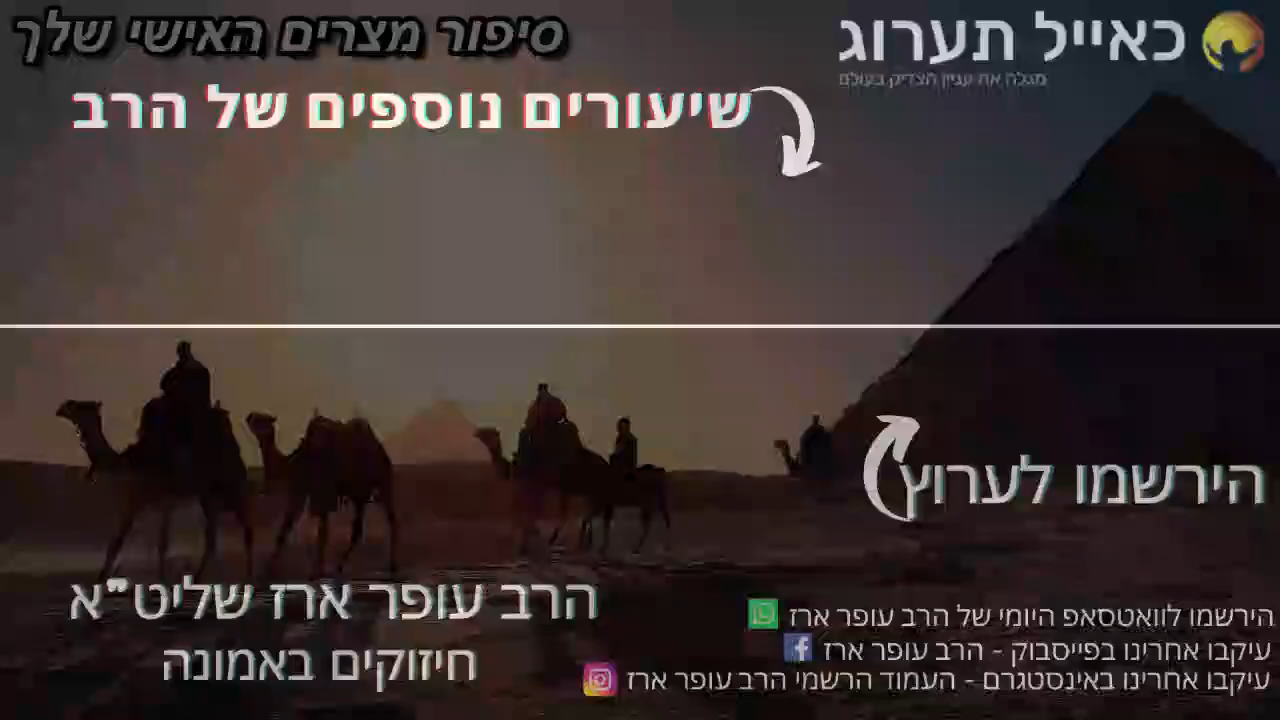 סיפור מצרים האישי שלך
כאייל תערוג
מגלה את עניין הצדיק בעולם
שיעורים נוספים של הרב
הירשמו לערוץ
הרב עופר ארז שליט"א
חיזוקים באמונה
הירשמו לוואטסאפ היומי של הרב עופר ארז
עיקבו אחרינו בפייסבוק - הרב עופר ארז
עיקבו אחרינו באינסטגרם - העמוד הרשמי הרב עופר ארז